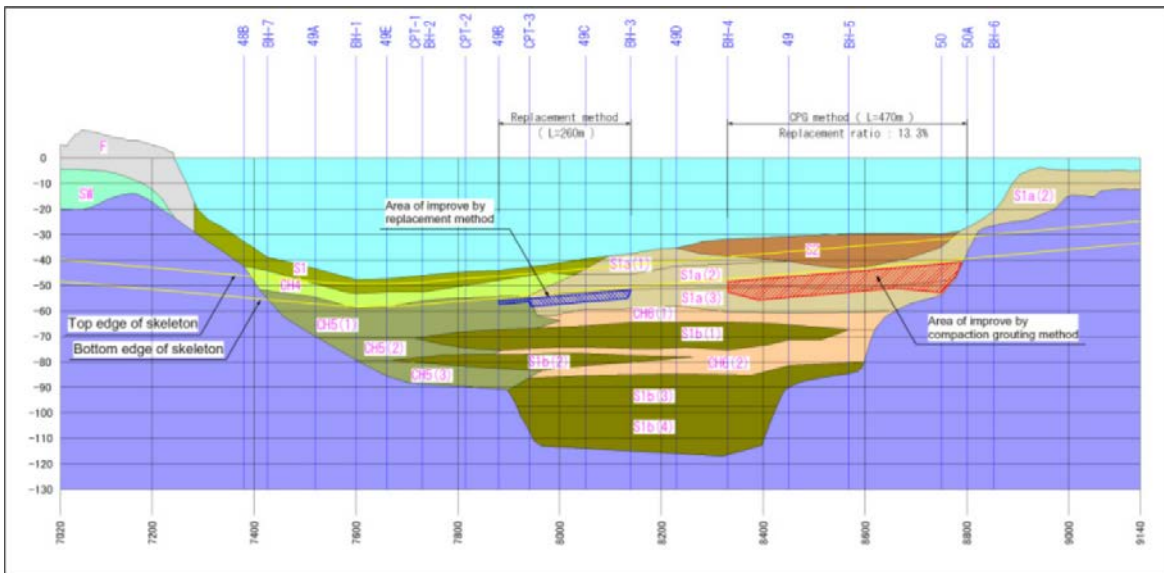 48B
BH-7
49A
BH-1
49E
CPT-1
BH-2
CPT-2
49B
CPT-3
49C
BH-3
49D
BH-4
49
BH-5
50
50A
BH-6
Replacement method
( L=260m )
CPG method ( L=470m )
Replacement ratio : 13.3%
0
-10
-20
-30
-40
-50
-60
-70
-80
-90
-100
-110
-120
-130
F
SW
Area of improve by
replacement method
S1a(2)
S2
S1
S1a(1)
S1a(2)
CH4
S1a(3)
CH6(1)
CH5(1)
Top edge of skeleton
Bottom edge of skeleton
S1b(1)
Area of improve by
compaction grouting method
CH5(2)
S1b(2)
CH6(2)
CH5(3)
S1b(3)
S1b(4)
7020
7200
7400
7600
7800
8000
8200
8400
8600
8800
9000
9140